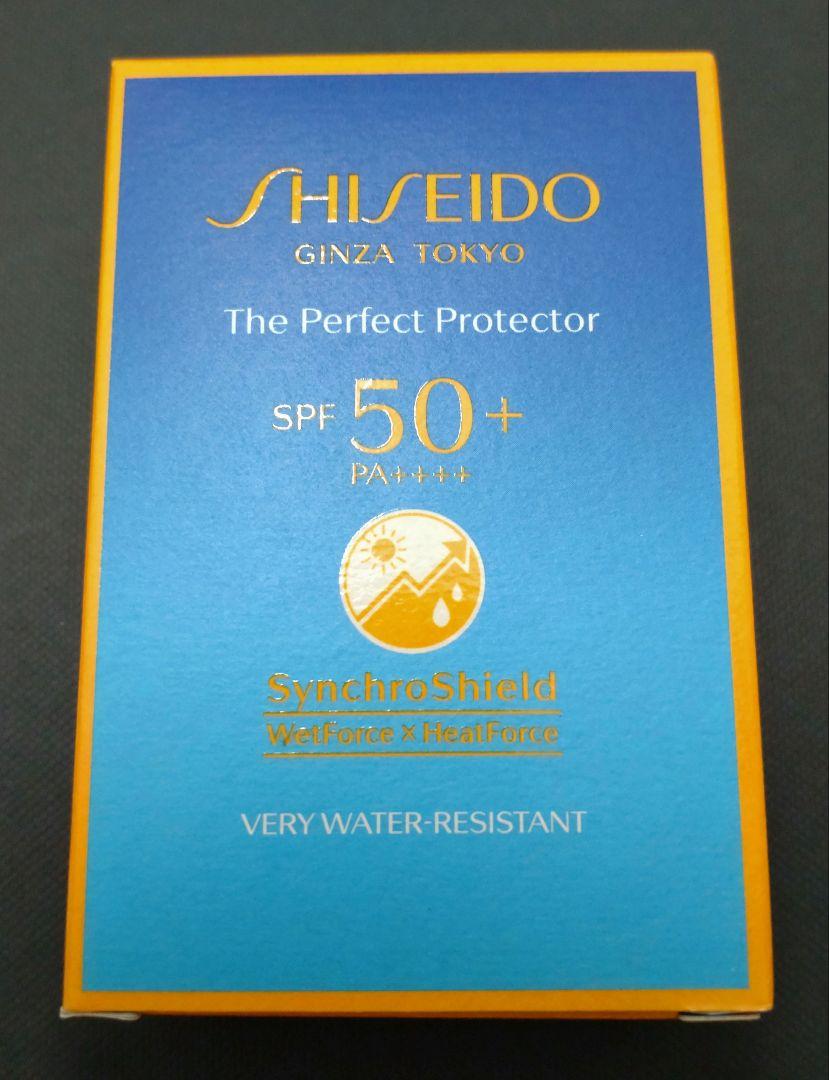 SHISEIDO
GINZA TOKYO
The Perfect Protector
SPF 50+
PA++++
SynchroShield
WetForce × HeatForce
VERY WATER-RESISTANT